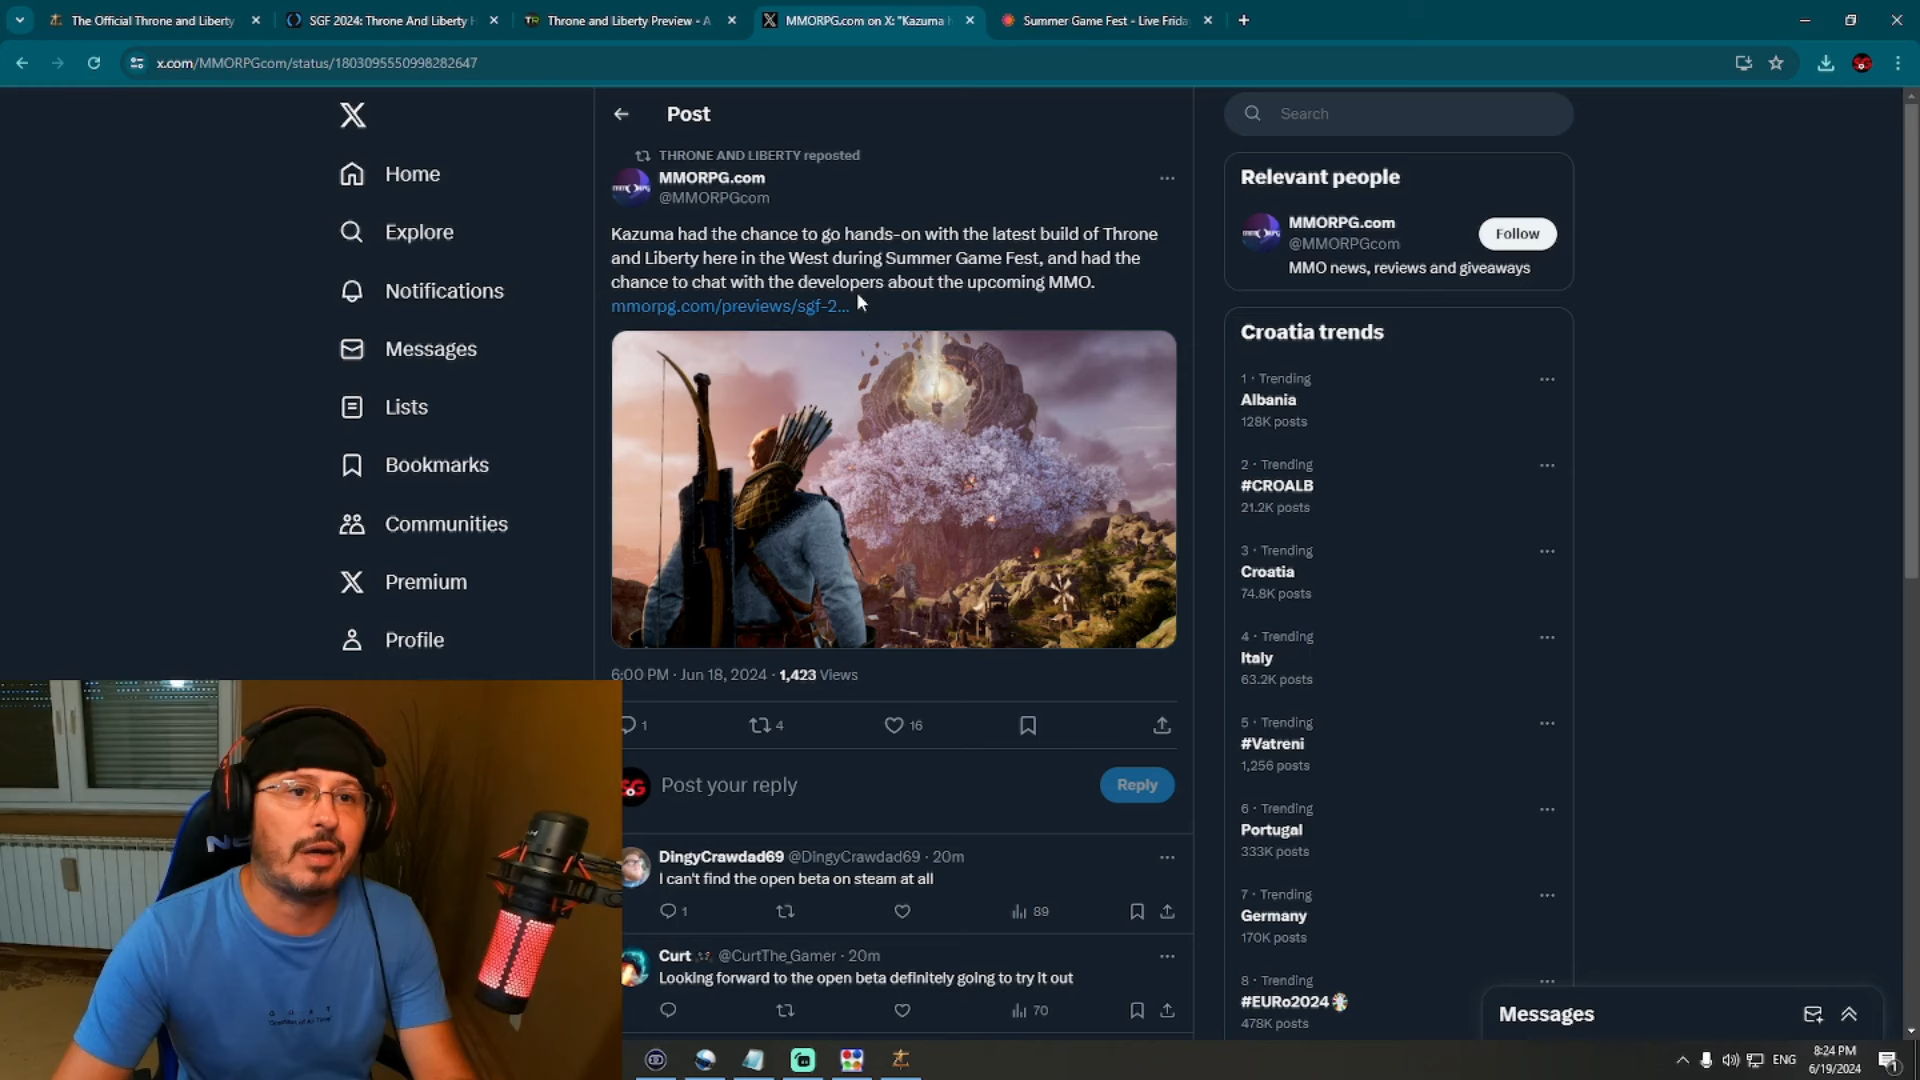 The Official Throne and Liberty
SGF 2024: Throne And Liberty H
TR
Throne and Liberty Preview - A
MMORPG.com on X: "Kazuma h
Summer Game Fest - Live Frida
x.com/MMORPGcom/status/1803095550998282647
Home
Explore
Notifications
Messages
Lists
Bookmarks
Communities
Premium
Profile
Post
THRONE AND LIBERTY reposted
MMORPG.com
@MMORPGcom
Kazuma had the chance to go hands-on with the latest build of Throne
and Liberty here in the West during Summer Game Fest, and had the
chance to chat with the developers about the upcoming MMO.
mmorpg.com/previews/sgf-2...
6:00 PM · Jun 18, 2024 · 1,423 Views
1
4
16
SG
Post your reply
Reply
DingyCrawdad69 @DingyCrawdad69 · 20m
I can't find the open beta on steam at all
1
89
Curt @CurtTheGamer · 20m
Looking forward to the open beta definitely going to try it out
70
Search
Relevant people
MMORPG.com
@MMORPGcom
Follow
MMO news, reviews and giveaways
Croatia trends
1 · Trending
Albania
128K posts
2 · Trending
#CROALB
21.2K posts
3 · Trending
Croatia
74.8K posts
4 · Trending
Italy
63.2K posts
5 · Trending
#Vatreni
1,256 posts
6 · Trending
Portugal
333K posts
7 · Trending
Germany
170K posts
8 · Trending
#EURo2024
478K posts
Messages
ENG
8:24 PM
6/19/2024
1